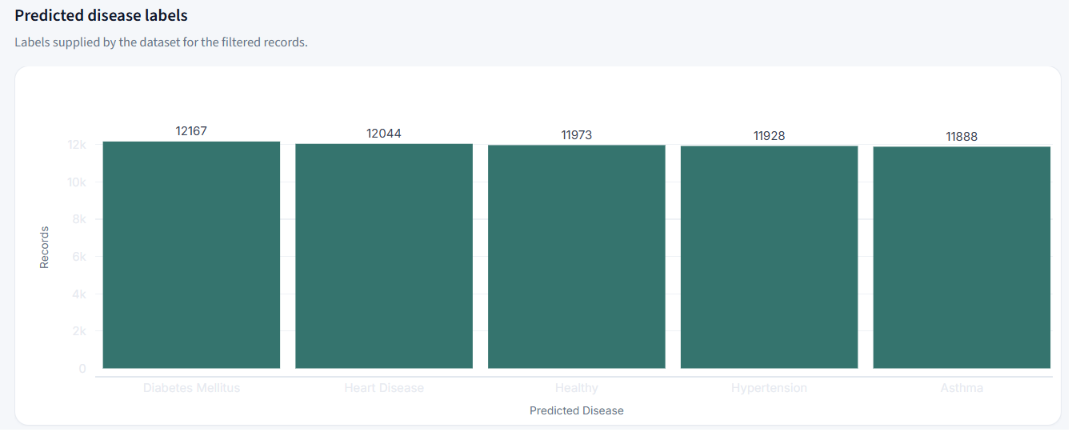 Predicted disease labels
Labels supplied by the dataset for the filtered records.
12167
12044
11973
11928
11888
12k
10k
8k
6k
4k
2k
0
Records
Diabetes Mellitus
Heart Disease
Healthy
Hypertension
Asthma
Predicted Disease